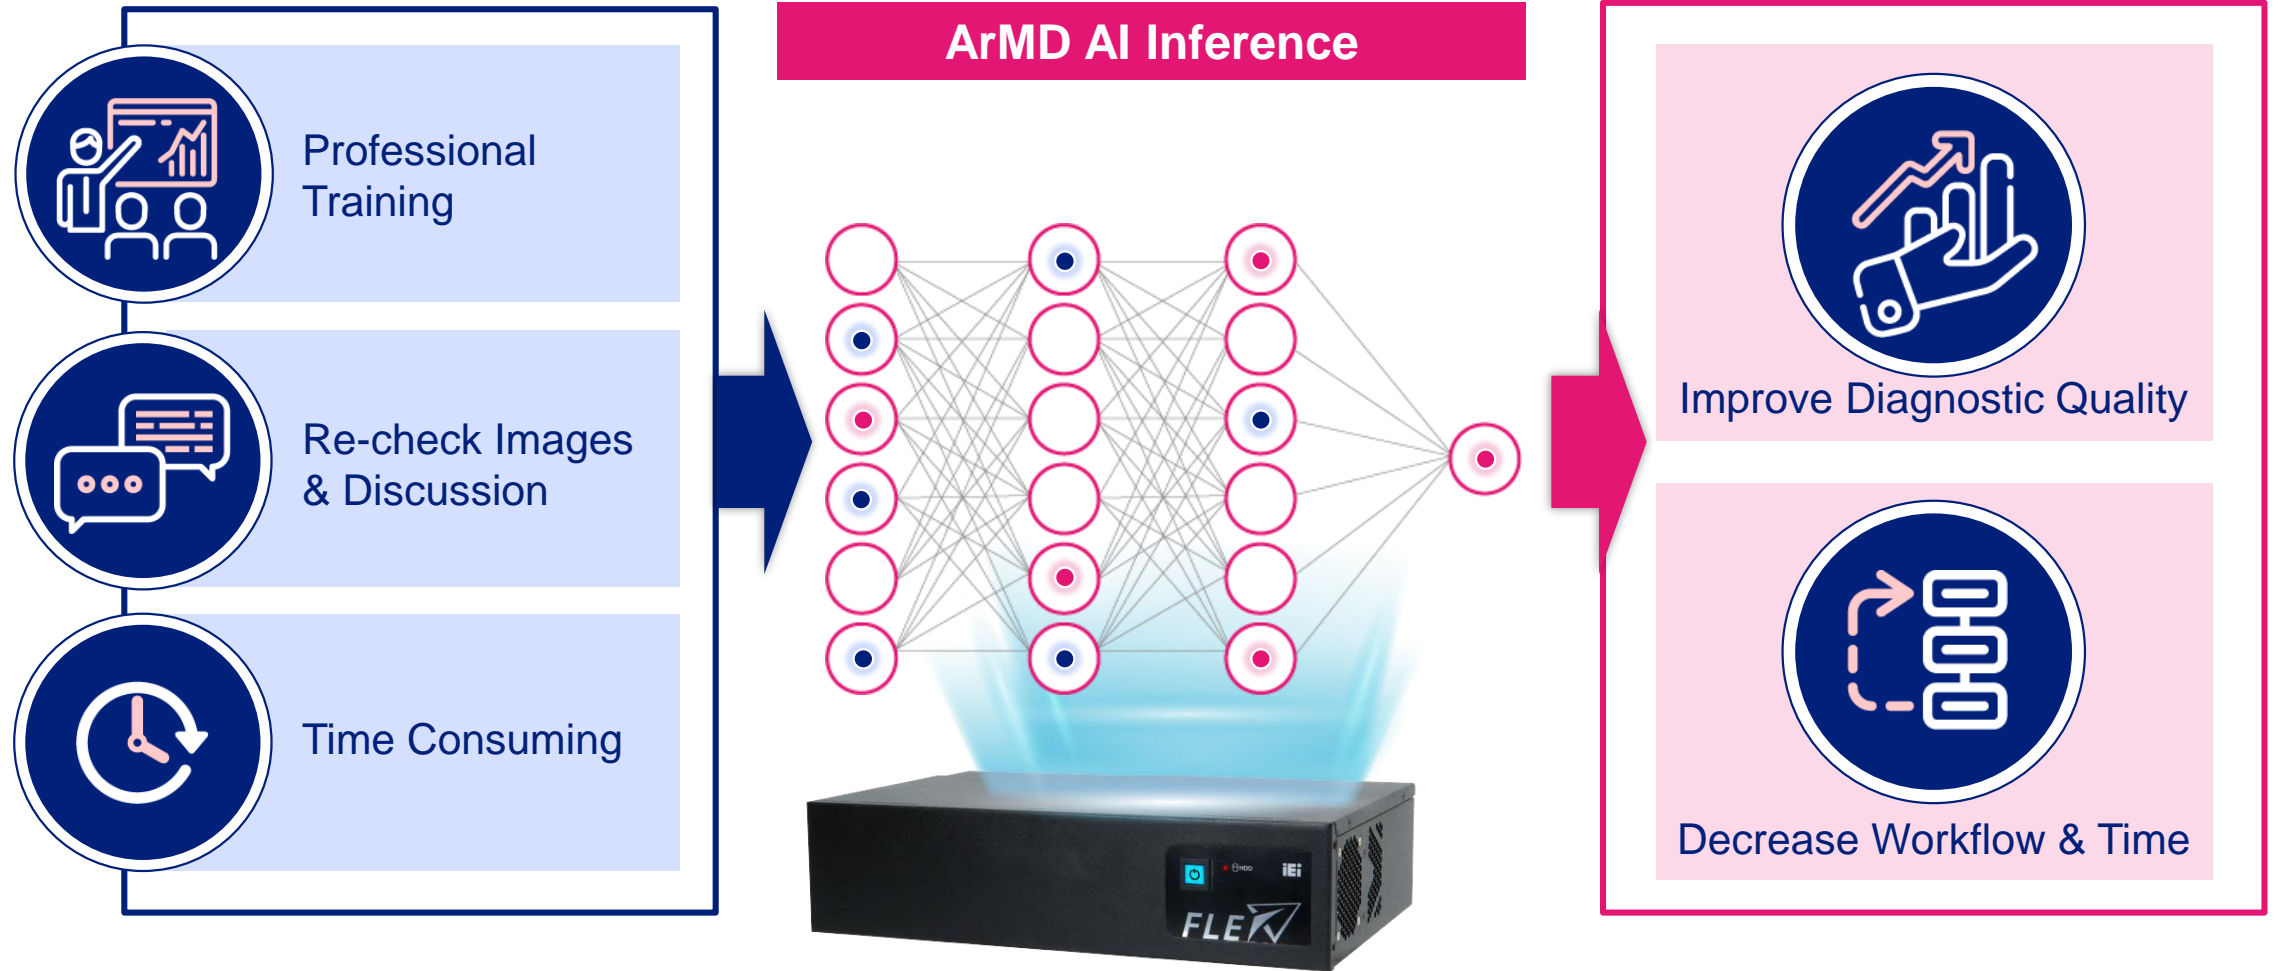 ArMD AI Inference
Professional
Training
Re-check Images
& Discussion
Time Consuming
Improve Diagnostic Quality
Decrease Workflow & Time
HDD
iEi
FLEX